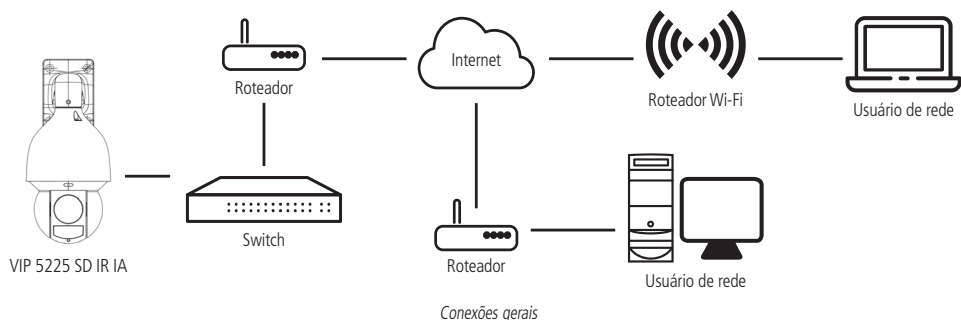 Roteador
Internet
Roteador Wi-Fi
Usuário de rede
VIP 5225 SD IR IA
Switch
Roteador
Usuário de rede
Conexões gerais